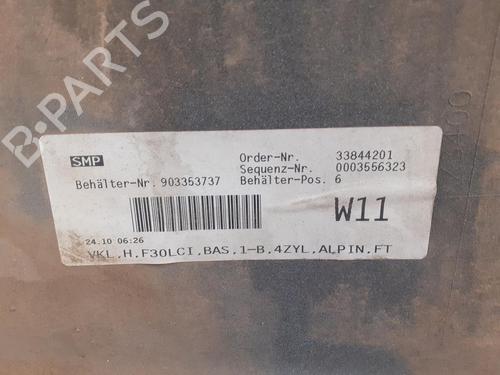 B-PARTS
SMP
Order-Nr. 33844201
Sequenz-Nr. 0003556323
Behälter-Nr. 903353737 Behälter-Pos. 6
W11
24.10 06:26
VKL.H,F30LCI,BAS,1-B,4ZYL,ALPIN,FT